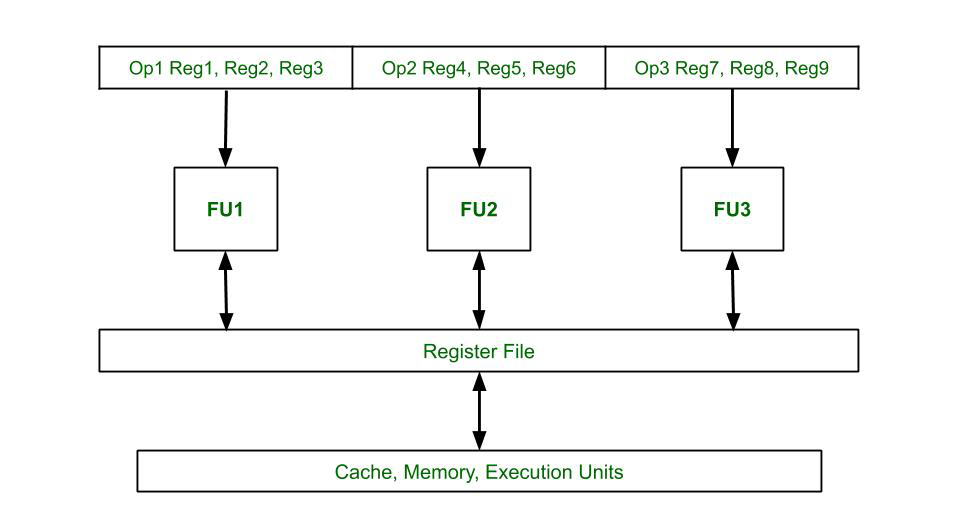 Op1 Reg1, Reg2, Reg3
Op2 Reg4, Reg5, Reg6
Op3 Reg7, Reg8, Reg9
FU1
FU2
FU3
Register File
Cache, Memory, Execution Units